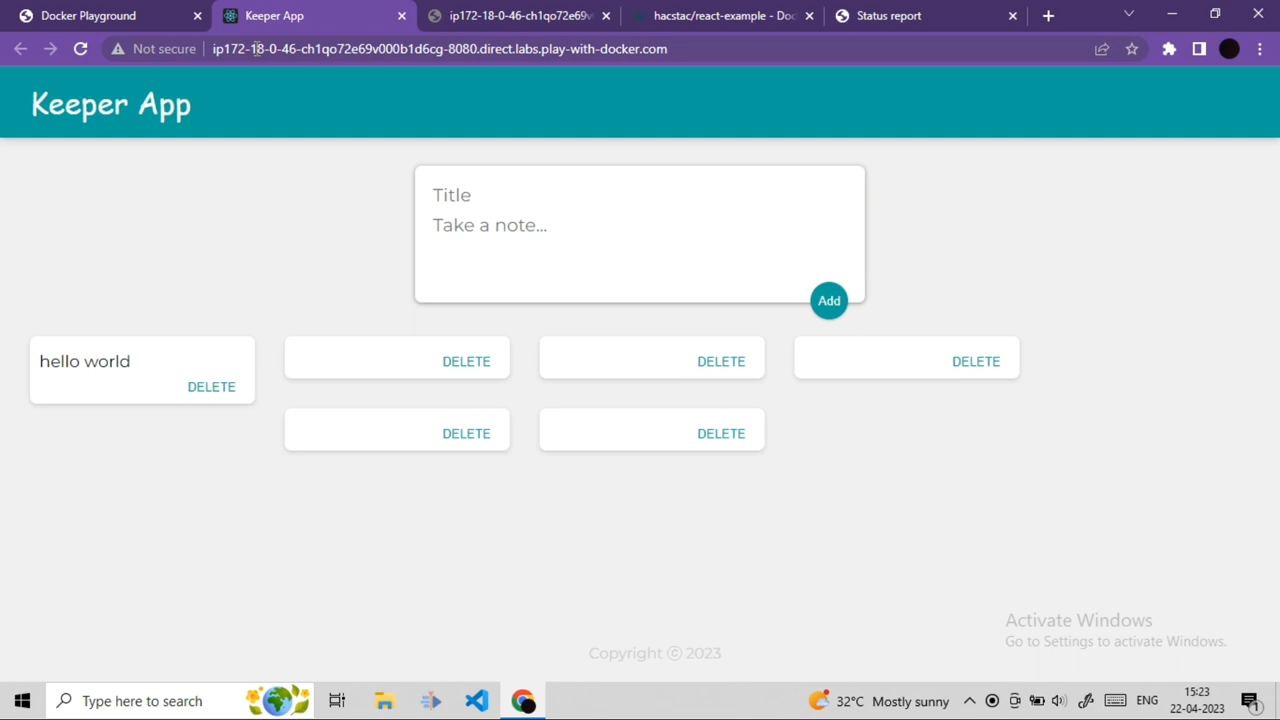 Docker Playground
Keeper App
ip172-18-0-46-ch1qo72e69v
hacstac/react-example - Doc
Status report
Not secure
ip172-18-0-46-ch1qo72e69v000b1d6cg-8080.direct.labs.play-with-docker.com
Keeper App
Title
Take a note...
Add
hello world
DELETE
DELETE
DELETE
DELETE
DELETE
DELETE
Activate Windows
Go to Settings to activate Windows.
Copyright ⓒ 2023
Type here to search
32°C Mostly sunny
ENG
15:23
22-04-2023
1